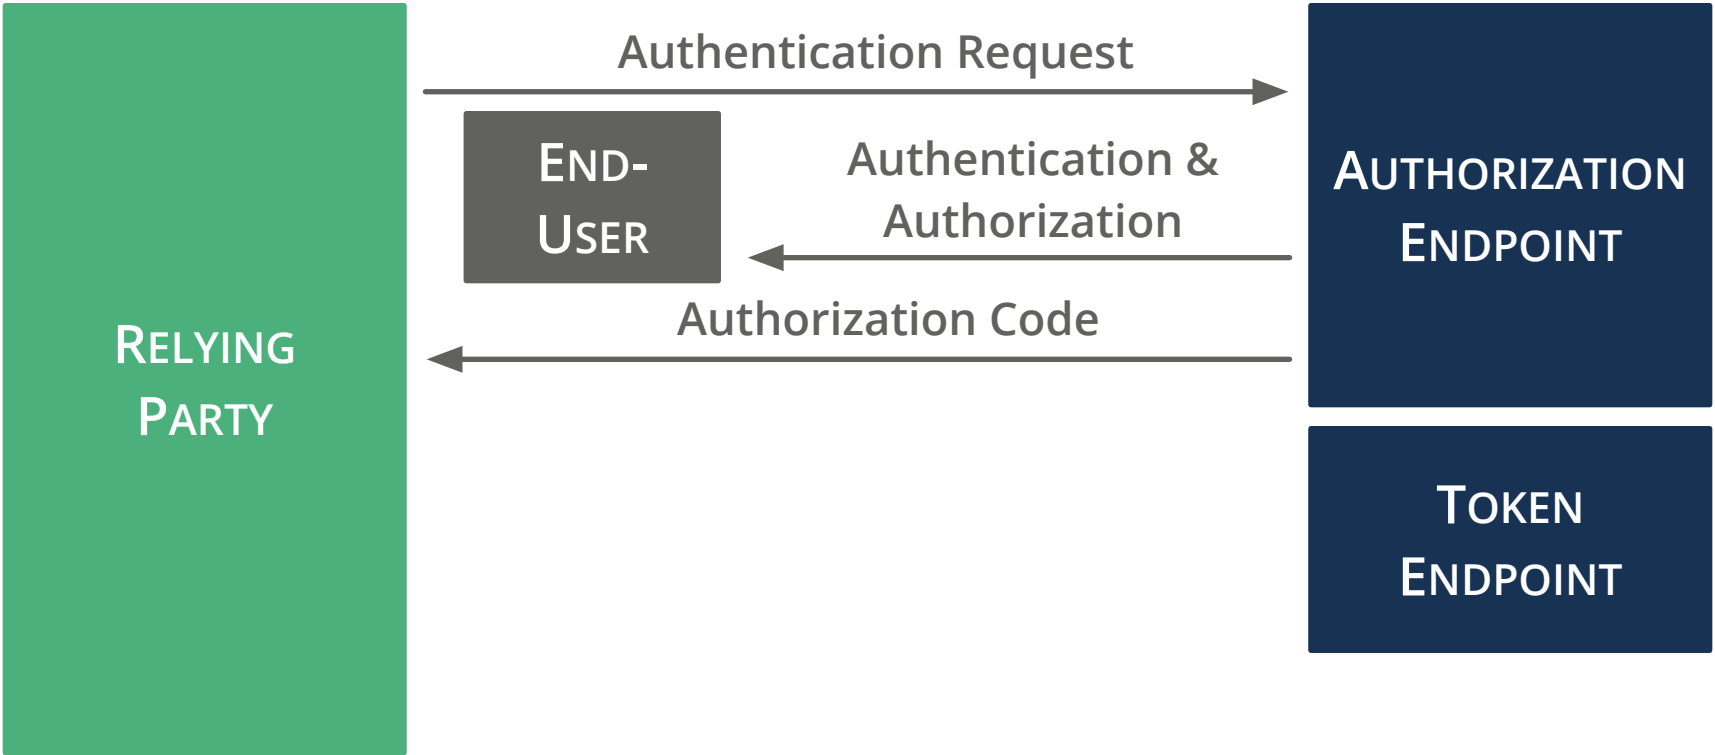 Authentication Request
END-
USER
Authentication &
Authorization
AUTHORIZATION
ENDPOINT
Authorization Code
RELYING
PARTY
TOKEN
ENDPOINT